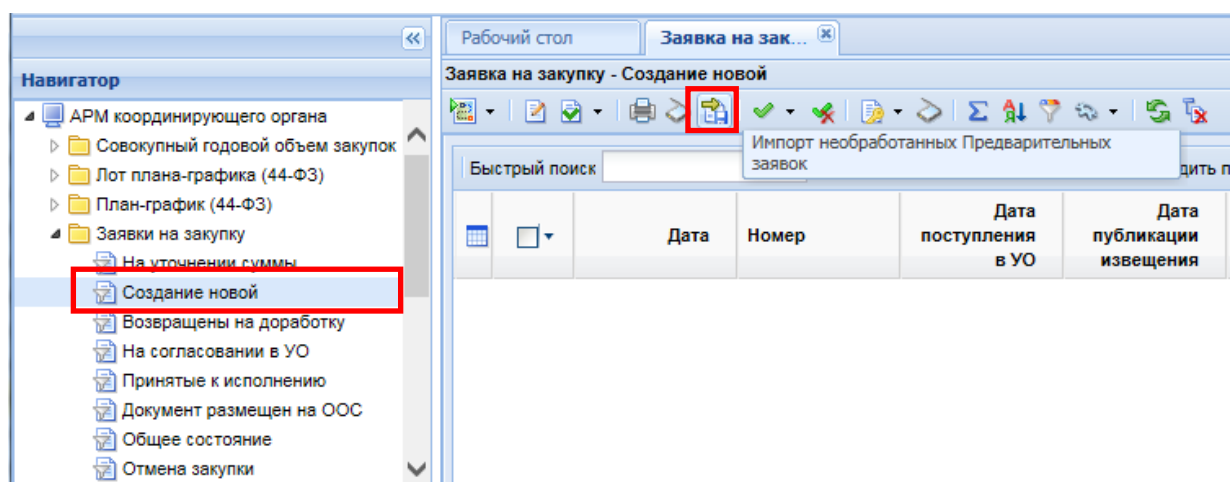 Рабочий стол
Заявка на зак...
Навигатор
Заявка на закупку - Создание новой
АРМ координирующего органа
Совокупный годовой объем закупок
Лот плана-графика (44-ФЗ)
План-график (44-ФЗ)
Заявки на закупку
На уточнении суммы
Создание новой
Возвращены на доработку
На согласовании в УО
Принятые к исполнению
Документ размещен на ООС
Общее состояние
Отмена закупки
Импорт необработанных Предварительных
заявок
Быстрый поиск
дить п
Дата
Номер
Дата
поступления
в УО
Дата
публикации
извещения